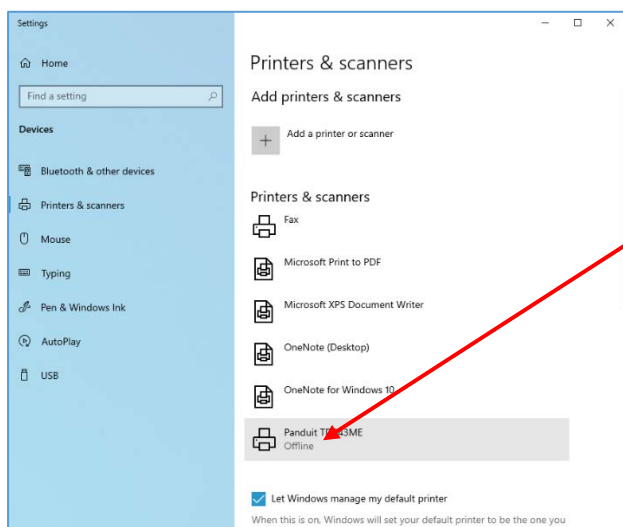 Settings
Home
Find a setting
Devices
Bluetooth & other devices
Printers & scanners
Mouse
Typing
Pen & Windows Ink
AutoPlay
USB
Printers & scanners
Add printers & scanners
Add a printer or scanner
Printers & scanners
Fax
Microsoft Print to PDF
Microsoft XPS Document Writer
OneNote (Desktop)
OneNote for Windows 10
Panduit
Offline
Let Windows manage my default printer
When this is on, Windows will set your default printer to be the one you